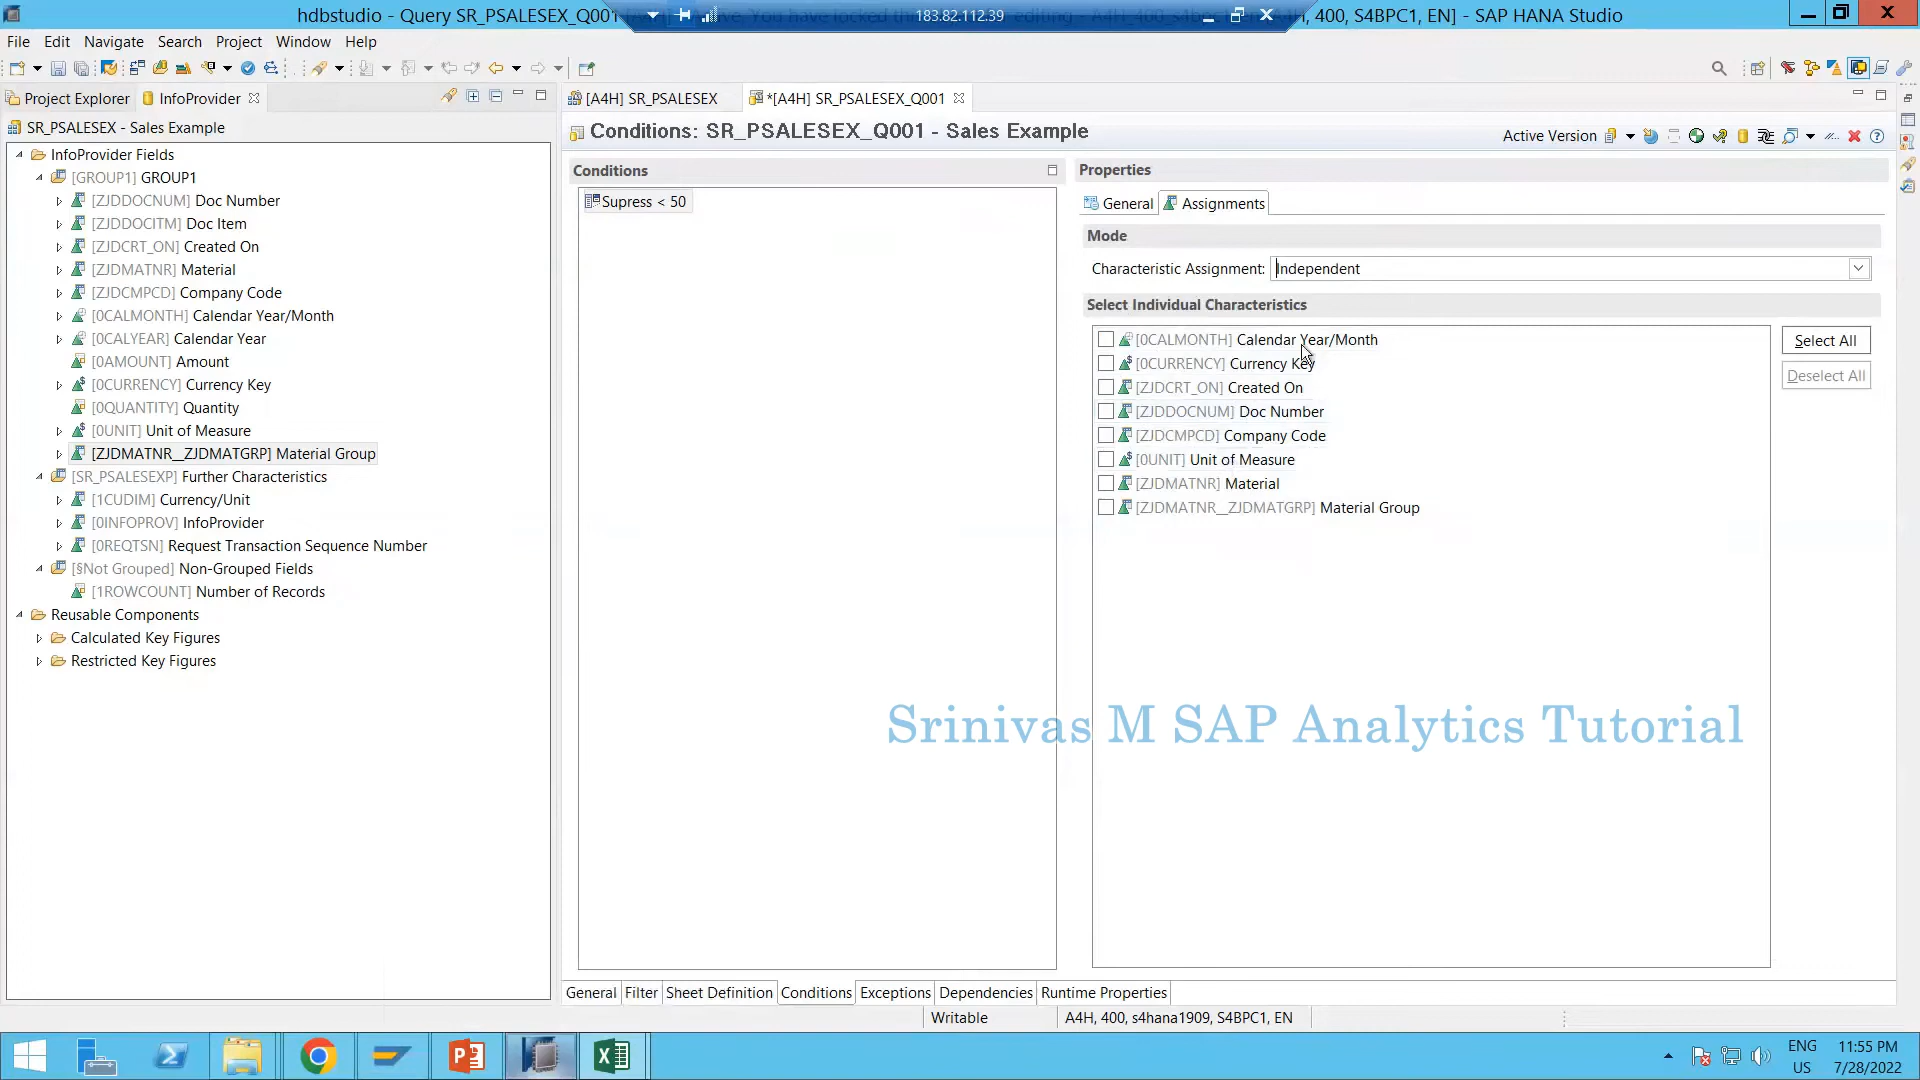 hdbstudio - Query SR_PSALESEX_Q001
183.82.112.39
A4H, 400, S4BPC1, EN] - SAP HANA Studio
File Edit Navigate Search Project Window Help
Project Explorer InfoProvider
[A4H] SR_PSALESEX *[A4H] SR_PSALESEX_Q001
SR_PSALESEX - Sales Example
Conditions: SR_PSALESEX_Q001 - Sales Example
Active Version
InfoProvider Fields
[GROUP1] GROUP1
[ZJDDOCNUM] Doc Number
[ZJDDOCITM] Doc Item
[ZJDCRT_ON] Created On
[ZJDMATNR] Material
[ZJDCMPCD] Company Code
[0CALMONTH] Calendar Year/Month
[0CALYEAR] Calendar Year
[0AMOUNT] Amount
[0CURRENCY] Currency Key
[0QUANTITY] Quantity
[0UNIT] Unit of Measure
[ZJDMATNR__ZJDMATGRP] Material Group
[SR_PSALESEXP] Further Characteristics
[1CUDIM] Currency/Unit
[0INFOPROV] InfoProvider
[0REQTSN] Request Transaction Sequence Number
[§Not Grouped] Non-Grouped Fields
[1ROWCOUNT] Number of Records
Reusable Components
Calculated Key Figures
Restricted Key Figures
Conditions
Supress < 50
Properties
General Assignments
Mode
Characteristic Assignment: Independent
Select Individual Characteristics
[0CALMONTH] Calendar Year/Month
[0CURRENCY] Currency Key
[ZJDCRT_ON] Created On
[ZJDDOCNUM] Doc Number
[ZJDCMPCD] Company Code
[0UNIT] Unit of Measure
[ZJDMATNR] Material
[ZJDMATNR__ZJDMATGRP] Material Group
Select All
Deselect All
Srinivas M SAP Analytics Tutorial
General Filter Sheet Definition Conditions Exceptions Dependencies Runtime Properties
Writable
A4H, 400, s4hana1909, S4BPC1, EN
ENG
US
11:55 PM
7/28/2022